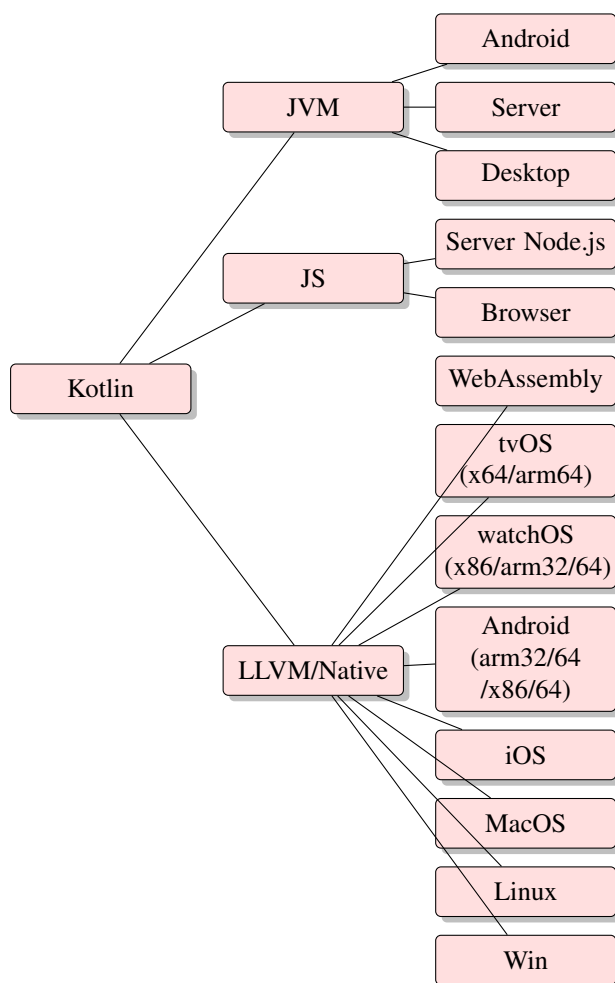 Android
JVM
Server
Desktop
Server Node.js
JS
Browser
Kotlin
WebAssembly
tvOS
(x64/arm64)
watchOS
(x86/arm32/64)
Android
(arm32/64
/x86/64)
LLVM/Native
iOS
MacOS
Linux
Win